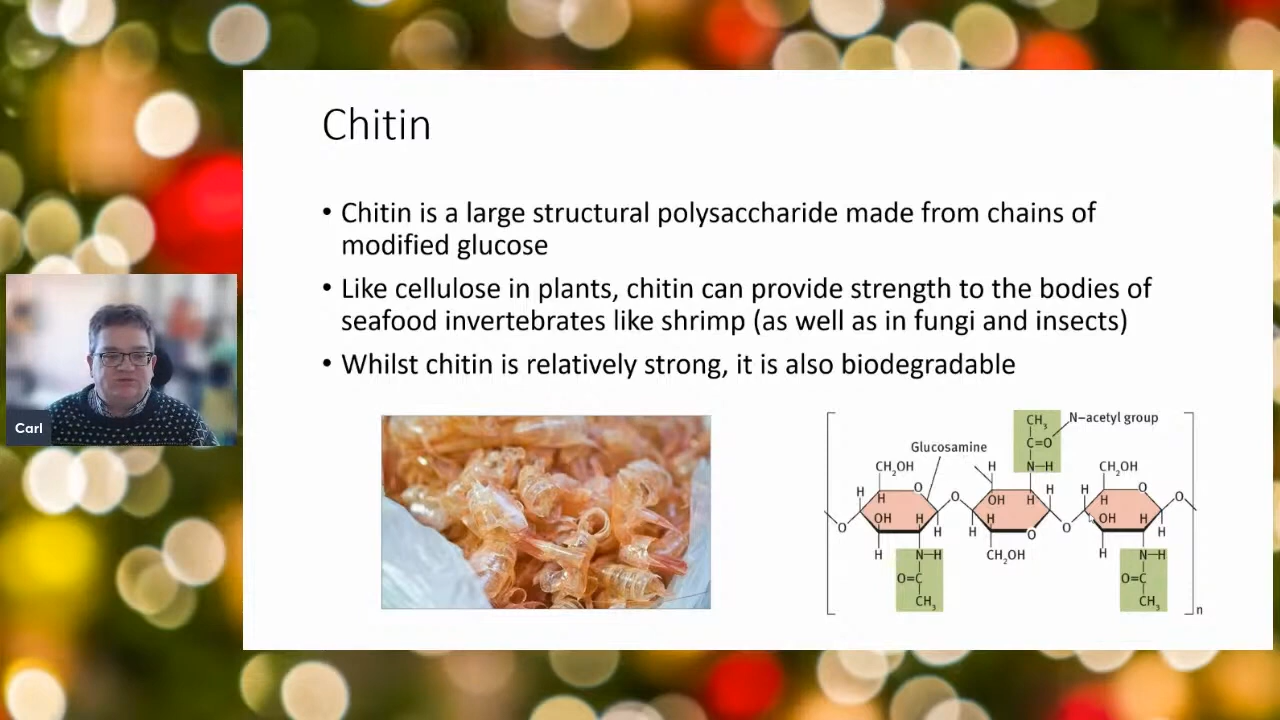 Chitin
• Chitin is a large structural polysaccharide made from chains of
modified glucose
• Like cellulose in plants, chitin can provide strength to the bodies of
seafood invertebrates like shrimp (as well as in fungi and insects)
• Whilst chitin is relatively strong, it is also biodegradable
Carl
CH₃ N–acetyl group
C=O
Glucosamine
N—H
CH₂OH H CH₂OH
H O H H O
H O OH H H O
OH H H OH H
O H H O O H
H N—H CH₂OH H N—H
O=C O=C
CH₃ CH₃
n